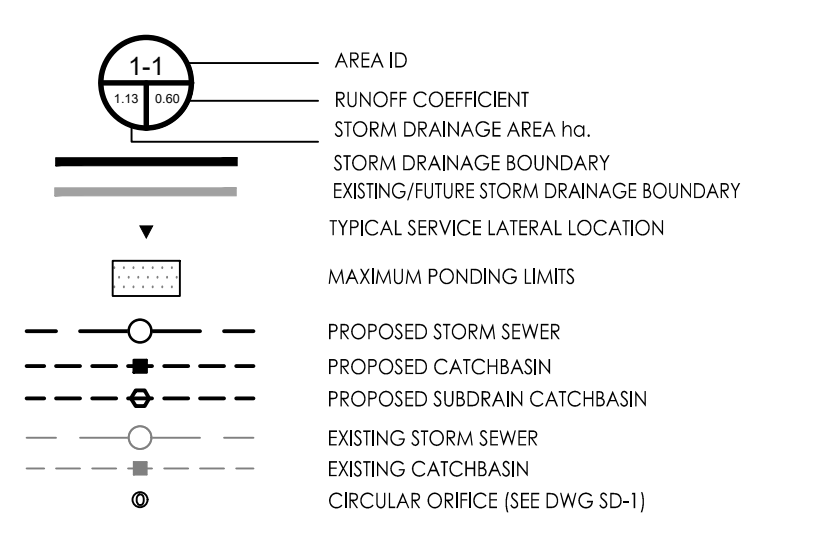 1-1
AREA ID
1.13 0.60
RUNOFF COEFFICIENT
STORM DRAINAGE AREA ha.
STORM DRAINAGE BOUNDARY
EXISTING/FUTURE STORM DRAINAGE BOUNDARY
TYPICAL SERVICE LATERAL LOCATION
MAXIMUM PONDING LIMITS
PROPOSED STORM SEWER
PROPOSED CATCHBASIN
PROPOSED SUBDRAIN CATCHBASIN
EXISTING STORM SEWER
EXISTING CATCHBASIN
CIRCULAR ORIFICE (SEE DWG SD-1)